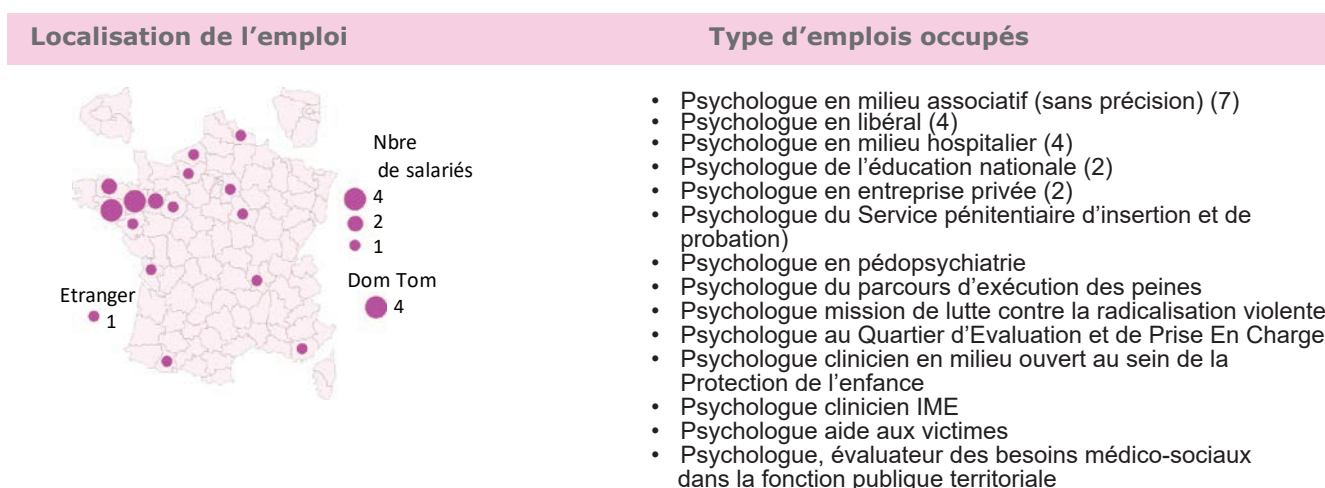 Localisation de l’emploi
Type d’emplois occupés
Nbre
de salariés
4
2
1
Dom Tom
4
Etranger
1
• Psychologue en milieu associatif (sans précision) (7)
• Psychologue en libéral (4)
• Psychologue en milieu hospitalier (4)
• Psychologue de l’éducation nationale (2)
• Psychologue en entreprise privée (2)
• Psychologue du Service pénitentiaire d’insertion et de
probation)
• Psychologue en pédopsychiatrie
• Psychologue du parcours d’exécution des peines
• Psychologue mission de lutte contre la radicalisation violente
• Psychologue au Quartier d’Evaluation et de Prise En Charge
• Psychologue clinicien en milieu ouvert au sein de la
Protection de l’enfance
• Psychologue clinicien IME
• Psychologue aide aux victimes
• Psychologue, évaluateur des besoins médico-sociaux
dans la fonction publique territoriale